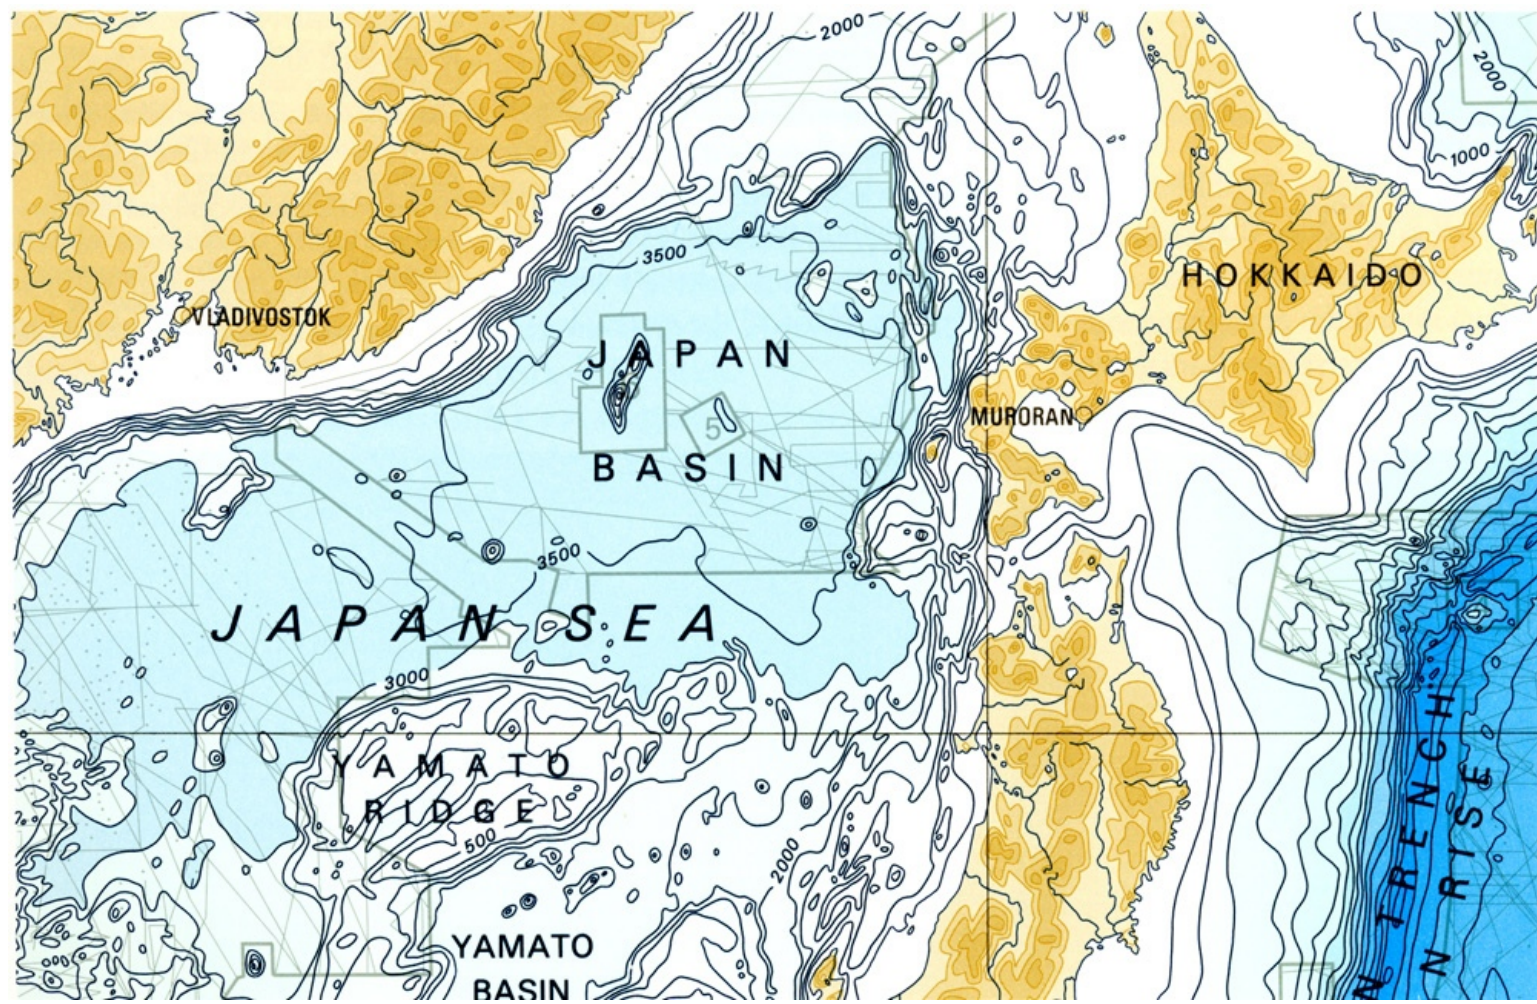 2000
2000
1000
3500
HOKKAIDO
VLADIVOSTOK
JAPAN
MURORAN
5
BASIN
3500
JAPAN SEA
3000
YAMATO
RIDGE
500
2000
YAMATO
BASIN
N TRENCH
N RISE